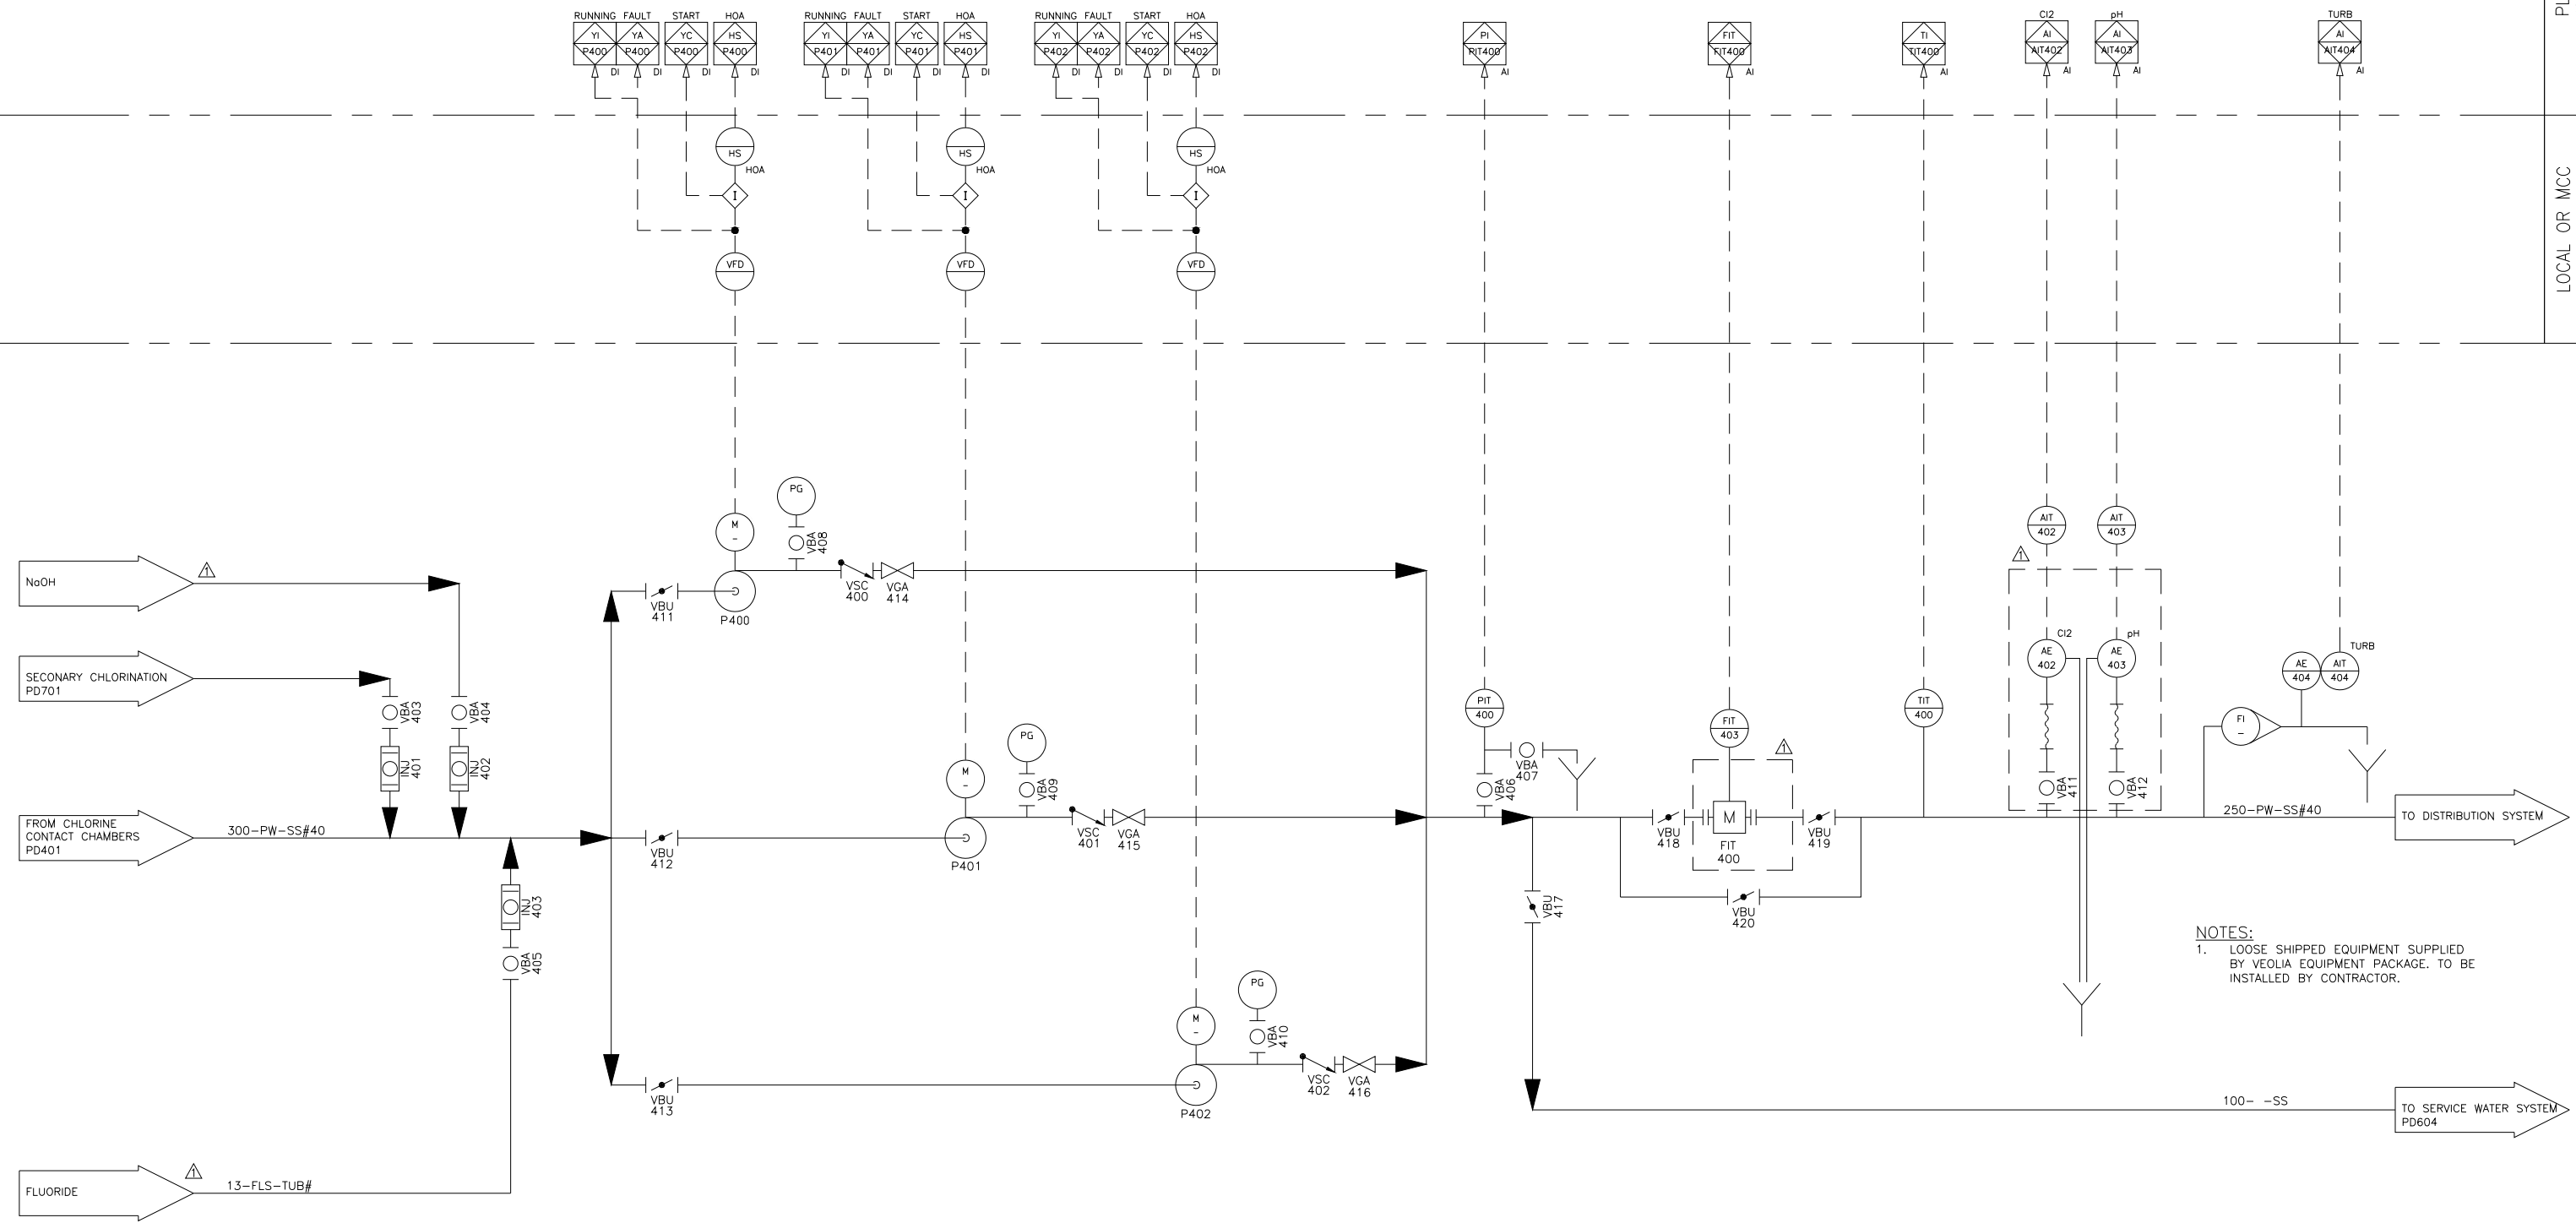 RUNNING FAULT START HOA
YI YA YC HS
P400 P400 P400 P400
DI DI DI DI
RUNNING FAULT START HOA
YI YA YC HS
P401 P401 P401 P401
DI DI DI DI
RUNNING FAULT START HOA
YI YA YC HS
P402 P402 P402 P402
DI DI DI DI
PI
PIT400
AI
FIT
FIT400
AI
TI
TIT400
AI
Cl2
AI
AIT402
AI
pH
AI
AIT403
AI
TURB
AI
AIT404
AI
LOCAL OR MCC
HS
HOA
I
VFD
HS
HOA
I
VFD
HS
HOA
I
VFD
NaOH
1
SECONARY CHLORINATION
PD701
FROM CHLORINE
CONTACT CHAMBERS
PD401
300-PW-SS#40
FLUORIDE
1
13-FLS-TUB#
VBA
403
VBA
404
INJ
401
INJ
402
INJ
403
VBA
405
M
-
PG
VBA
408
VBU
411
P400
VSC
400
VGA
414
M
-
PG
VBA
409
VBU
412
P401
VSC
401
VGA
415
M
-
PG
VBA
410
VBU
413
P402
VSC
402
VGA
416
PIT
400
VBA
406
VBA
407
VBU
417
FIT
403
1
VBU
418
M
FIT
400
VBU
419
VBU
420
TIT
400
AIT
402
AIT
403
1
Cl2
AE
402
pH
AE
403
VBA
411
VBA
412
TURB
AE
404
AIT
404
FI
-
250-PW-SS#40
TO DISTRIBUTION SYSTEM
NOTES:
1. LOOSE SHIPPED EQUIPMENT SUPPLIED
BY VEOLIA EQUIPMENT PACKAGE. TO BE
INSTALLED BY CONTRACTOR.
100- -SS
TO SERVICE WATER SYSTEM
PD604